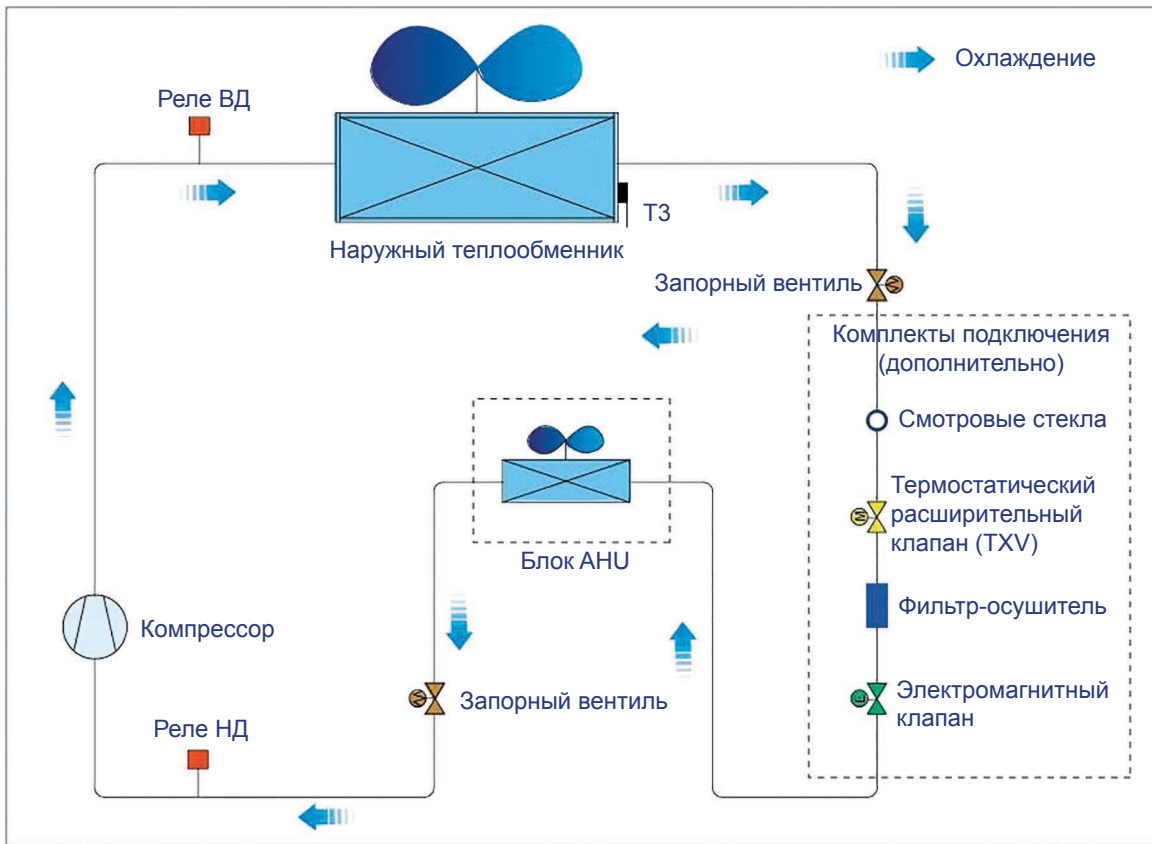 Охлаждение
Реле ВД
Т3
Наружный теплообменник
Запорный вентиль
M
Комплекты подключения
(дополнительно)
Смотровые стекла
Термостатический
расширительный
клапан (TXV)
M
Блок AHU
Фильтр-осушитель
Компрессор
Электромагнитный
клапан
E
Запорный вентиль
M
Реле НД